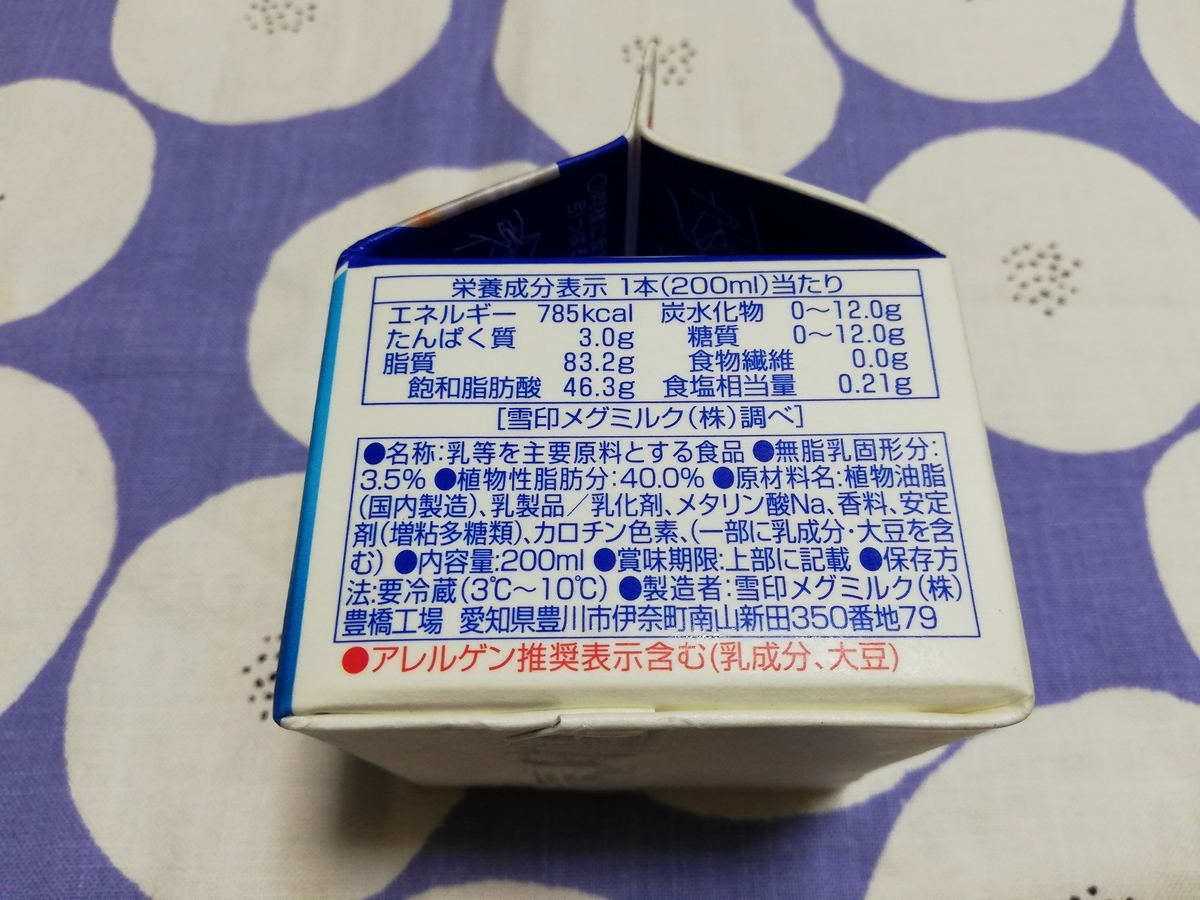 栄養成分表示 1本(200ml)当たり
エネルギー 785kcal 炭水化物 0〜12.0g
たんぱく質 3.0g 糖質 0〜12.0g
脂質 83.2g 食物繊維 0.0g
飽和脂肪酸 46.3g 食塩相当量 0.21g
[雪印メグミルク(株)調べ]
●名称:乳等を主要原料とする食品 ●無脂乳固形分:
3.5% ●植物性脂肪分:40.0% ●原材料名:植物油脂
(国内製造)、乳製品／乳化剤、メタリン酸Na、香料、安定
剤(増粘多糖類)、カロチン色素、(一部に乳成分・大豆を含
む) ●内容量:200ml ●賞味期限:上部に記載 ●保存方
法:要冷蔵(3℃〜10℃) ●製造者:雪印メグミルク(株)
豊橋工場 愛知県豊川市伊奈町南山新田350番地79
●アレルゲン推奨表示含む(乳成分、大豆)